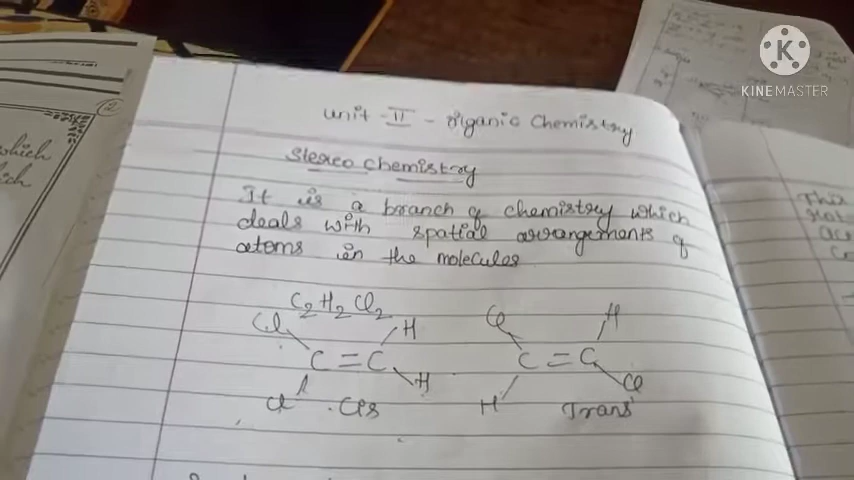 KINEMASTER
Unit - II - Organic Chemistry
Stereo chemistry
It is a branch of chemistry which
deals with spatial arrangements of
atoms in the molecules
C2H2Cl2
Cl H Cl H
C = C C = C
Cl H H Cl
Cis Trans
which